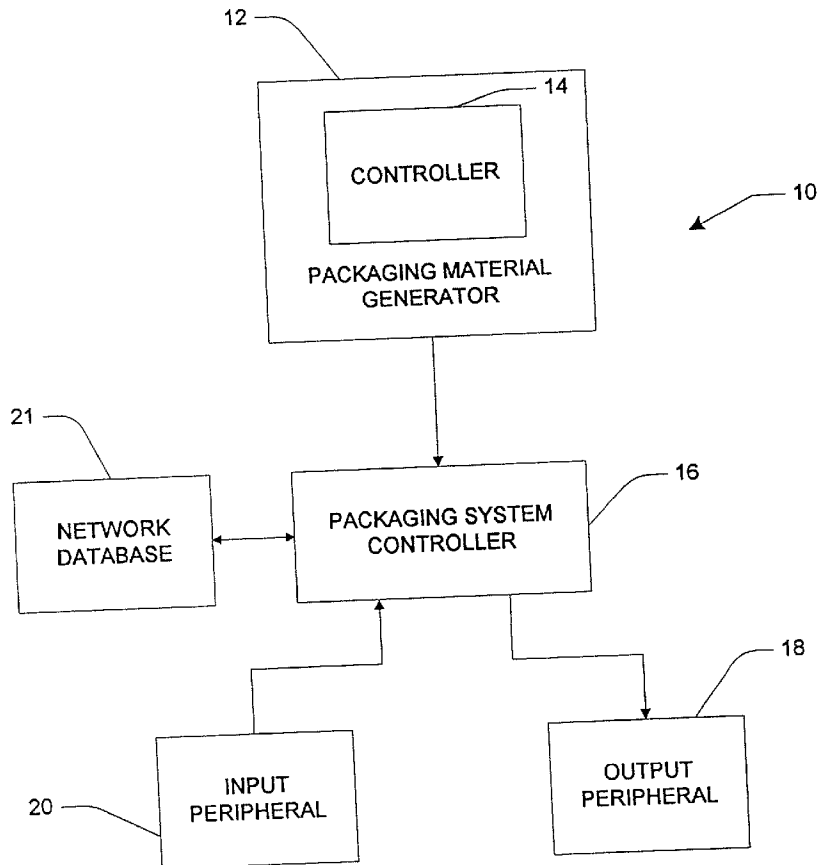 12
14
CONTROLLER
10
PACKAGING MATERIAL
GENERATOR
21
16
NETWORK
DATABASE
PACKAGING SYSTEM
CONTROLLER
18
INPUT
PERIPHERAL
OUTPUT
PERIPHERAL
20